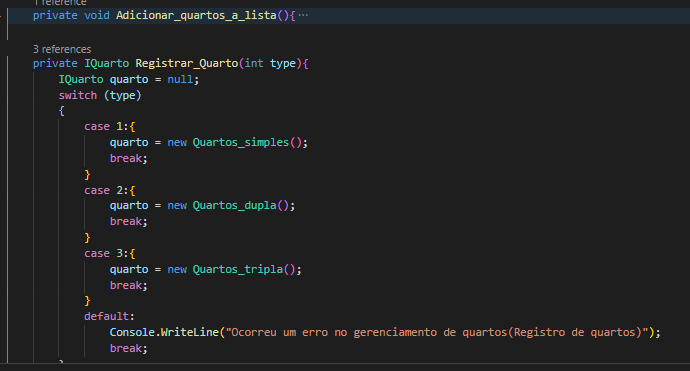 1 reference
private void Adicionar_quartos_a_lista(){ ···
3 references
private IQuarto Registrar_Quarto(int type){
IQuarto quarto = null;
switch (type)
{
case 1:{
quarto = new Quartos_simples();
break;
}
case 2:{
quarto = new Quartos_dupla();
break;
}
case 3:{
quarto = new Quartos_tripla();
break;
}
default:
Console.WriteLine("Ocorreu um erro no gerenciamento de quartos(Registro de quartos)");
break;
}